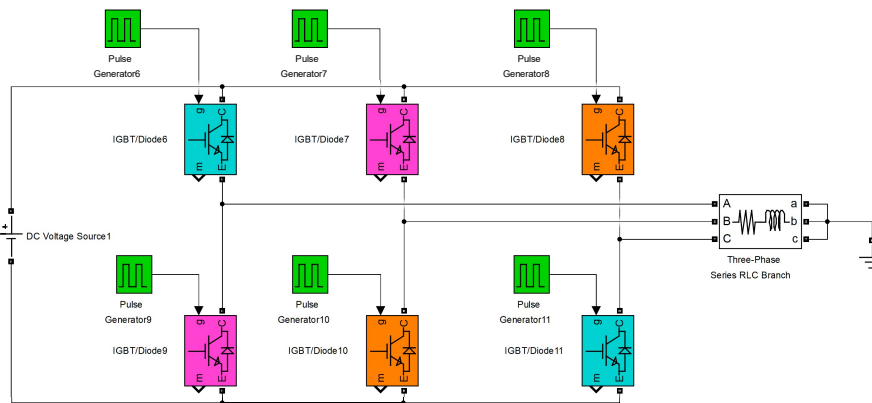 Pulse
Generator6
Pulse
Generator7
Pulse
Generator8
IGBT/Diode6
g
C
m
E
IGBT/Diode7
g
C
m
E
IGBT/Diode8
g
C
m
E
+
DC Voltage Source1
A
B
C
a
b
c
Three-Phase
Series RLC Branch
Pulse
Generator9
Pulse
Generator10
Pulse
Generator11
IGBT/Diode9
g
C
m
E
IGBT/Diode10
g
C
m
E
IGBT/Diode11
g
C
m
E